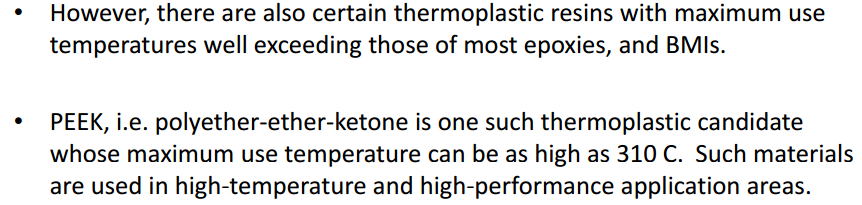 • However, there are also certain thermoplastic resins with maximum use
temperatures well exceeding those of most epoxies, and BMIs.
• PEEK, i.e. polyether-ether-ketone is one such thermoplastic candidate
whose maximum use temperature can be as high as 310 C.  Such materials
are used in high-temperature and high-performance application areas.